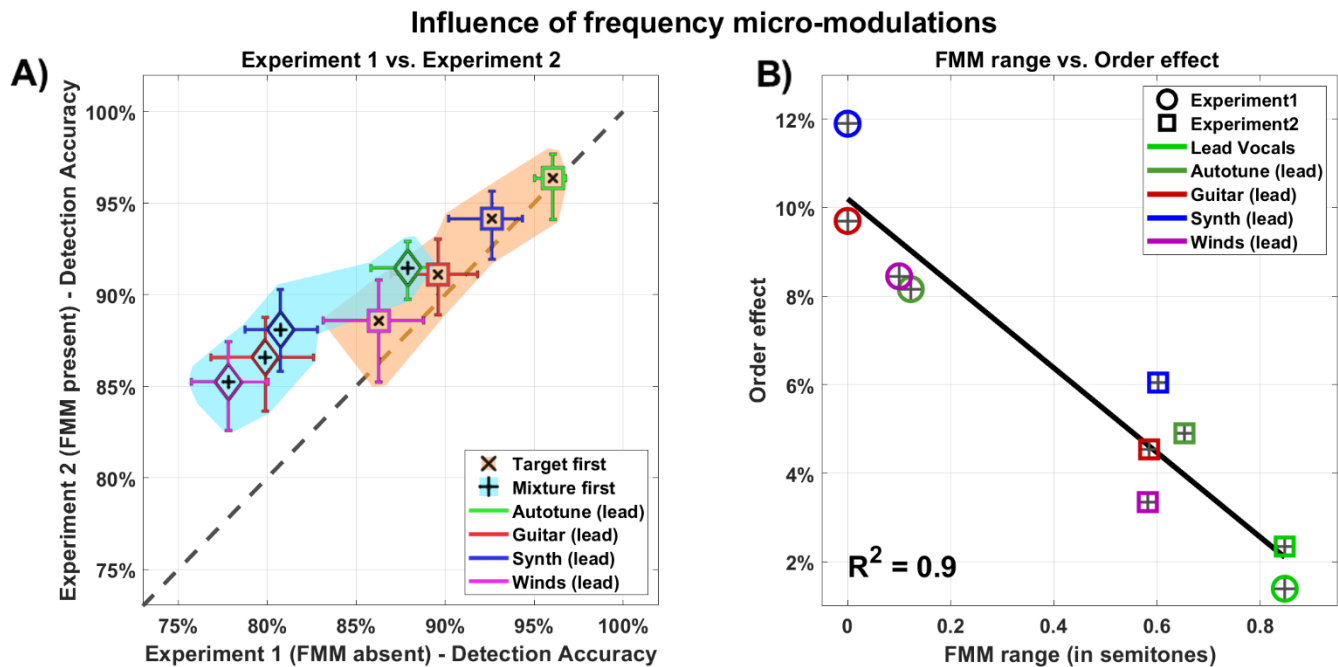 Influence of frequency micro-modulations
A)
Experiment 1 vs. Experiment 2
Experiment 2 (FMM present) - Detection Accuracy
100%
95%
90%
85%
80%
75%
75%
80%
85%
90%
95%
100%
Experiment 1 (FMM absent) - Detection Accuracy
Target first
Mixture first
Autotune (lead)
Guitar (lead)
Synth (lead)
Winds (lead)
B)
FMM range vs. Order effect
Order effect
12%
10%
8%
6%
4%
2%
Experiment1
Experiment2
Lead Vocals
Autotune (lead)
Guitar (lead)
Synth (lead)
Winds (lead)
R² = 0.9
0
0.2
0.4
0.6
0.8
FMM range (in semitones)